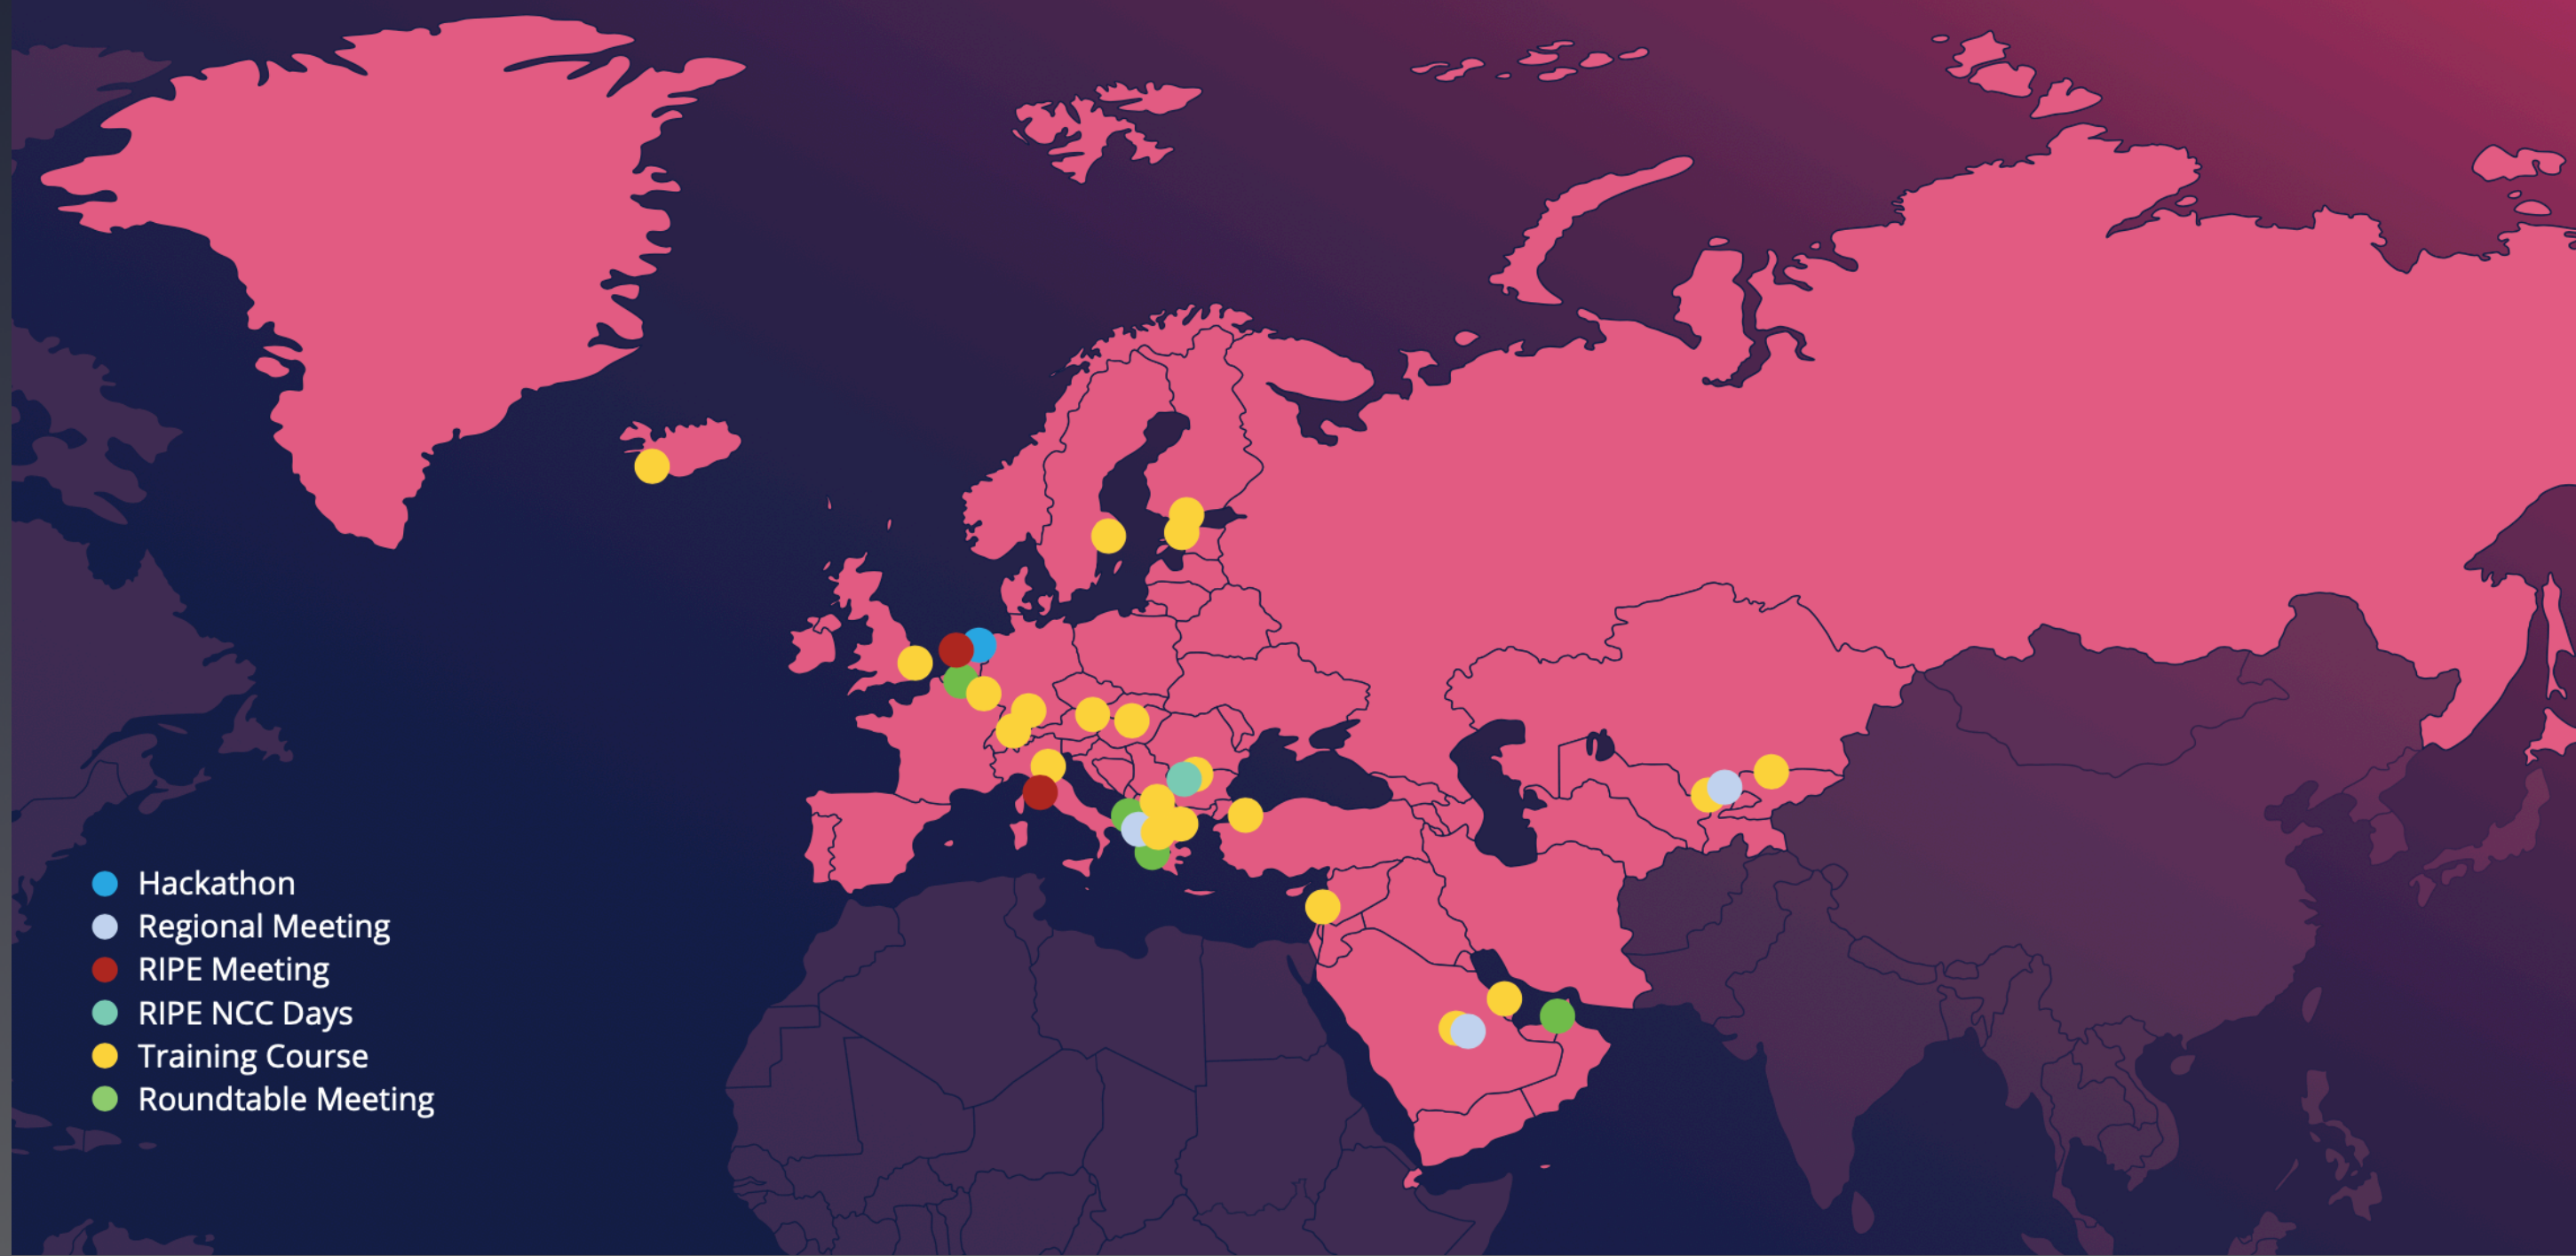 Hackathon
Regional Meeting
RIPE Meeting
RIPE NCC Days
Training Course
Roundtable Meeting